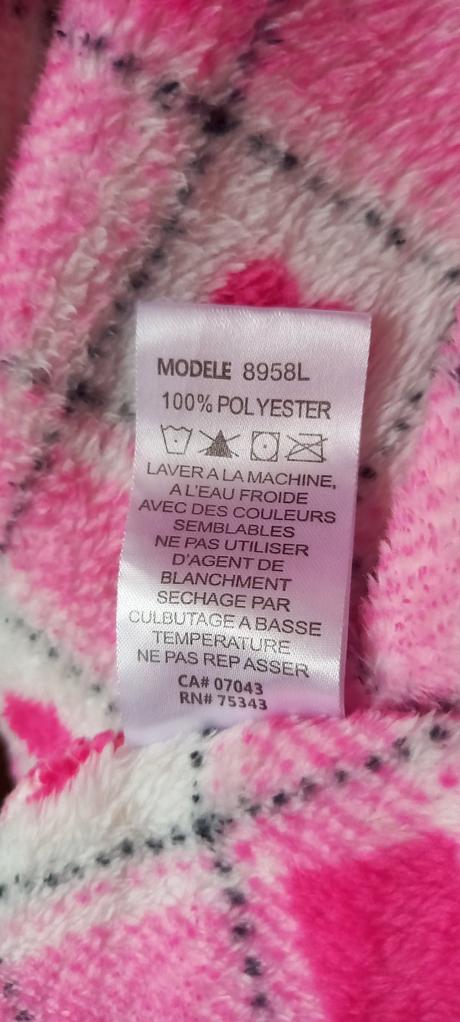 MODELE 8958L
100% POLYESTER
LAVER A LA MACHINE,
A L'EAU FROIDE
AVEC DES COULEURS
SEMBLABLES
NE PAS UTILISER
D'AGENT DE
BLANCHMENT
SECHAGE PAR
CULBUTAGE A BASSE
TEMPERATURE
NE PAS REP ASSER
CA# 07043
RN# 75343